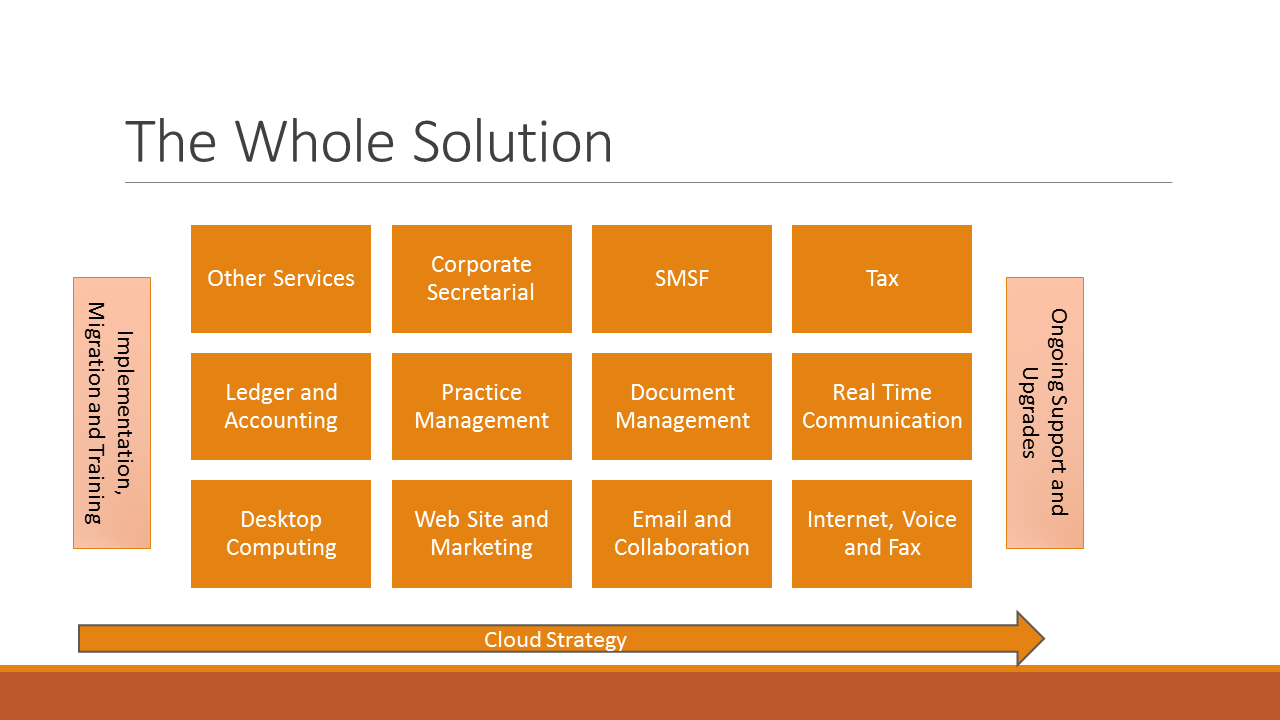 The Whole Solution
Implementation,
Migration and Training
Other Services
Corporate
Secretarial
SMSF
Tax
Ledger and
Accounting
Practice
Management
Document
Management
Real Time
Communication
Desktop
Computing
Web Site and
Marketing
Email and
Collaboration
Internet, Voice
and Fax
Ongoing Support and
Upgrades
Cloud Strategy